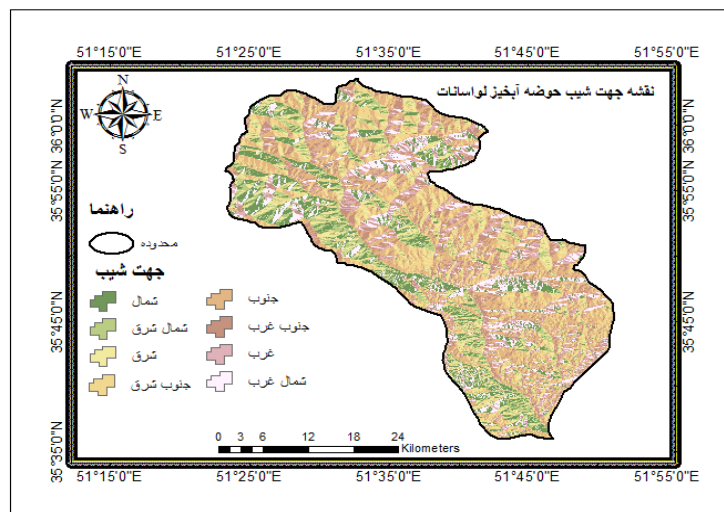 51°15'0"E 51°25'0"E 51°35'0"E 51°45'0"E 51°55'0"E
نقشه جهت شیب حوضه آبخیز لواسانات
N
W E
S
36°0'0"N 36°0'0"N
35°55'0"N 35°55'0"N
راهنما
محدوده
جهت شیب
شمال جنوب
شمال شرق جنوب غرب
شرق غرب
جنوب شرق شمال غرب
35°45'0"N 35°45'0"N
0 3 6 12 18 24
Kilometers
35°35'0"N 35°35'0"N
51°15'0"E 51°25'0"E 51°35'0"E 51°45'0"E 51°55'0"E